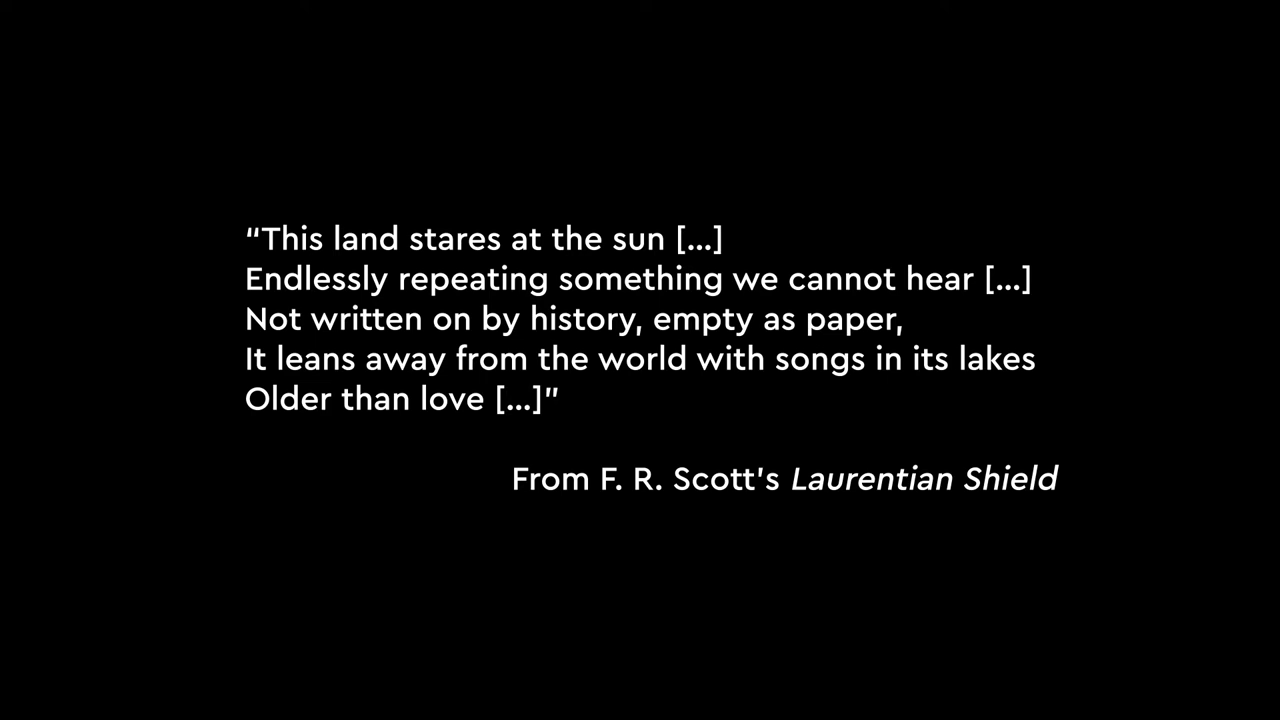 “This land stares at the sun [...]
Endlessly repeating something we cannot hear [...]
Not written on by history, empty as paper,
It leans away from the world with songs in its lakes
Older than love [...]”
From F. R. Scott's Laurentian Shield